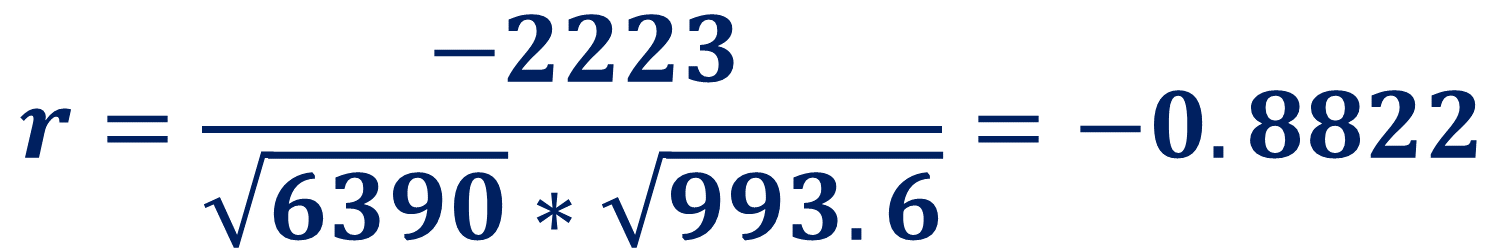 r = −2223 / √6390 * √993.6 = −0.8822